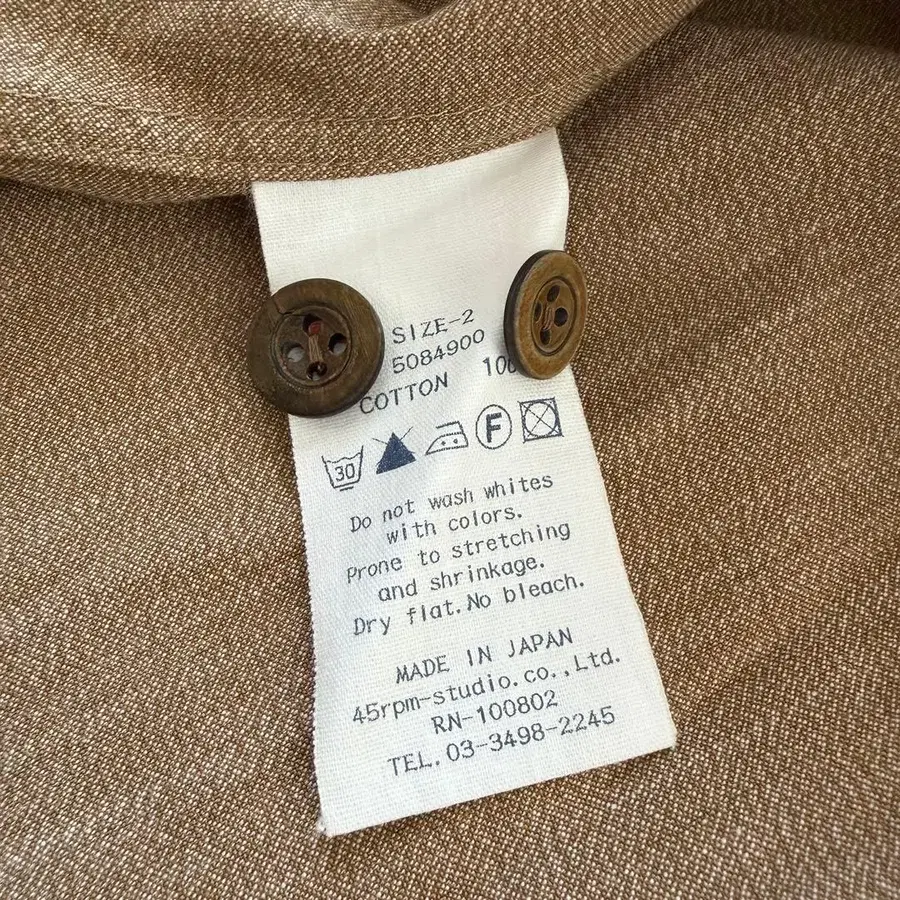 SIZE-2
5084900
COTTON 100
30 F
Do not wash whites
with colors.
Prone to stretching
and shrinkage.
Dry flat.No bleach.
MADE IN JAPAN
45rpm-studio.co.,Ltd.
RN-100802
TEL.03-3498-2245